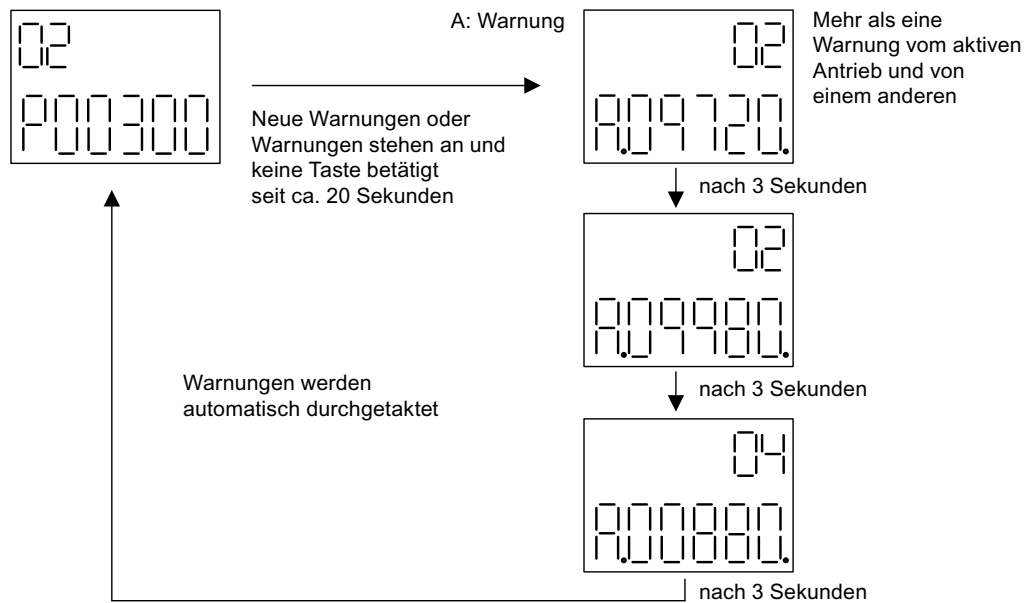 02
P00300
A: Warnung
02
A.09720.
Mehr als eine
Warnung vom aktiven
Antrieb und von
einem anderen
Neue Warnungen oder
Warnungen stehen an und
keine Taste betätigt
seit ca. 20 Sekunden
nach 3 Sekunden
02
A.09980.
nach 3 Sekunden
Warnungen werden
automatisch durchgetaktet
04
A.00880.
nach 3 Sekunden